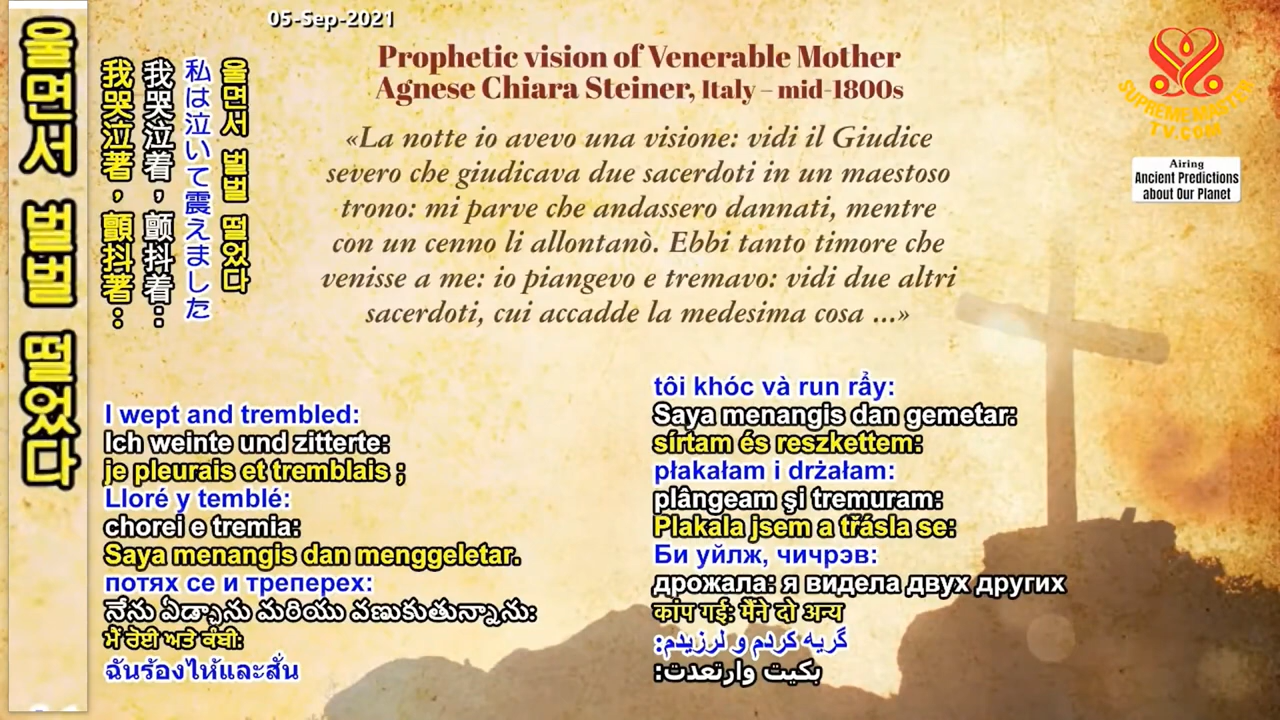 05-Sep-2021
Prophetic vision of Venerable Mother
Agnese Chiara Steiner, Italy – mid-1800s
«La notte io avevo una visione: vidi il Giudice
severo che giudicava due sacerdoti in un maestoso
trono: mi parve che andassero dannati, mentre
con un cenno li allontanò. Ebbi tanto timore che
venisse a me: io piangevo e tremavo: vidi due altri
sacerdoti, cui accadde la medesima cosa ...»
SUPREMEMASTER
TV.COM
Airing
Ancient Predictions
about Our Planet
울면서 벌벌 떨었다
울면서 벌벌 떨었다
私は泣いて震えました
我哭泣着，颤抖着：
我哭泣著，顫抖著：
I wept and trembled:
Ich weinte und zitterte:
je pleurais et tremblais ;
Lloré y temblé:
chorei e tremia:
Saya menangis dan menggeletar.
потях се и треперех:
నేను ఏడ్చాను మరియు వణుకుతున్నాను:
ਮੈਂ ਰੋਈ ਅਤੇ ਕੰਬੀ:
ฉันร้องไห้และสั่น
tôi khóc và run rẩy:
Saya menangis dan gemetar:
sírtam és reszkettem:
płakałam i drżałam:
plângeam şi tremuram:
Plakala jsem a třásla se:
Би уйлж, чичрэв:
дрожала: я видела двух других
कांप गई: मैंने दो अन्य
گریه کردم و لرزیدم:
بكيت وارتعدت: